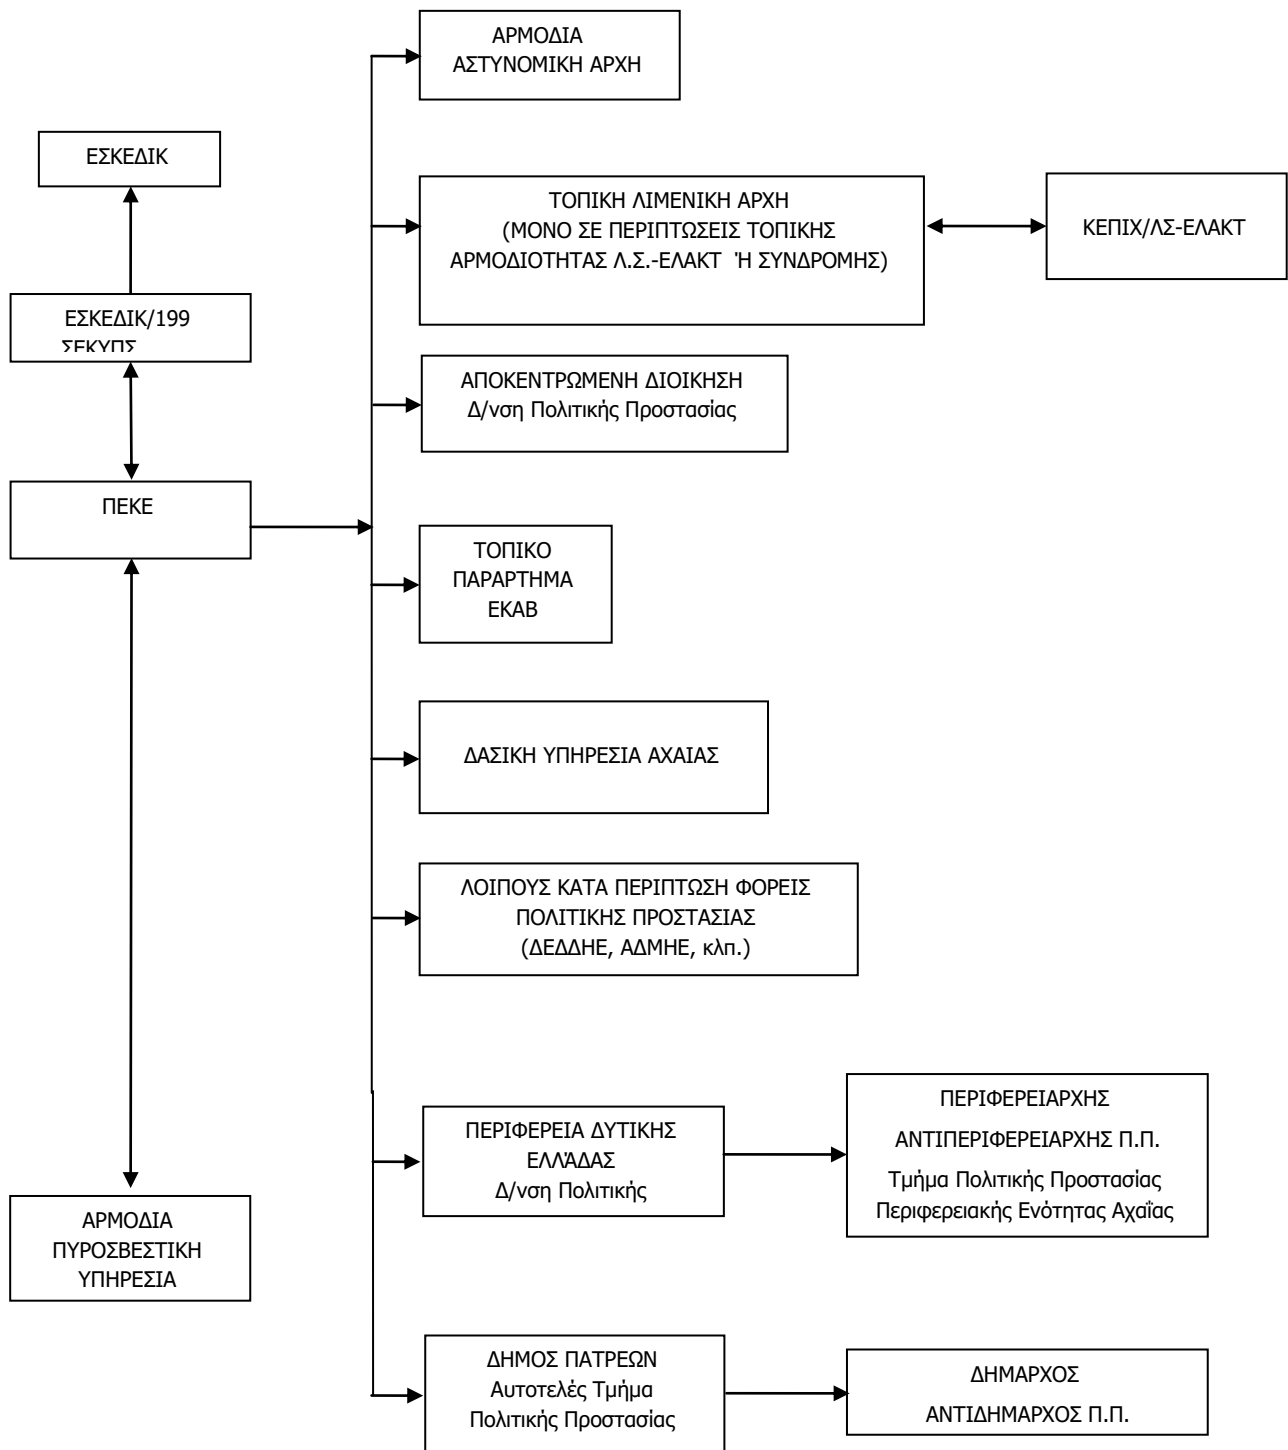 ΑΡΜΟΔΙΑ
ΑΣΤΥΝΟΜΙΚΗ ΑΡΧΗ
ΕΣΚΕΔΙΚ
ΤΟΠΙΚΗ ΛΙΜΕΝΙΚΗ ΑΡΧΗ
(ΜΟΝΟ ΣΕ ΠΕΡΙΠΤΩΣΕΙΣ ΤΟΠΙΚΗΣ
ΑΡΜΟΔΙΟΤΗΤΑΣ Λ.Σ.-ΕΛΑΚΤ Ή ΣΥΝΔΡΟΜΗΣ)
ΚΕΠΙΧ/ΛΣ-ΕΛΑΚΤ
ΕΣΚΕΔΙΚ/199
ΣΕΚΥΠΣ
ΑΠΟΚΕΝΤΡΩΜΕΝΗ ΔΙΟΙΚΗΣΗ
Δ/νση Πολιτικής Προστασίας
ΠΕΚΕ
ΤΟΠΙΚΟ
ΠΑΡΑΡΤΗΜΑ
ΕΚΑΒ
ΔΑΣΙΚΗ ΥΠΗΡΕΣΙΑ ΑΧΑΙΑΣ
ΛΟΙΠΟΥΣ ΚΑΤΑ ΠΕΡΙΠΤΩΣΗ ΦΟΡΕΙΣ
ΠΟΛΙΤΙΚΗΣ ΠΡΟΣΤΑΣΙΑΣ
(ΔΕΔΔΗΕ, ΑΔΜΗΕ, κλπ.)
ΠΕΡΙΦΕΡΕΙΑ ΔΥΤΙΚΗΣ
ΕΛΛΆΔΑΣ
Δ/νση Πολιτικής
ΠΕΡΙΦΕΡΕΙΑΡΧΗΣ
ΑΝΤΙΠΕΡΙΦΕΡΕΙΑΡΧΗΣ Π.Π.
Τμήμα Πολιτικής Προστασίας
Περιφερειακής Ενότητας Αχαΐας
ΑΡΜΟΔΙΑ
ΠΥΡΟΣΒΕΣΤΙΚΗ
ΥΠΗΡΕΣΙΑ
ΔΗΜΟΣ ΠΑΤΡΕΩΝ
Αυτοτελές Τμήμα
Πολιτικής Προστασίας
ΔΗΜΑΡΧΟΣ
ΑΝΤΙΔΗΜΑΡΧΟΣ Π.Π.